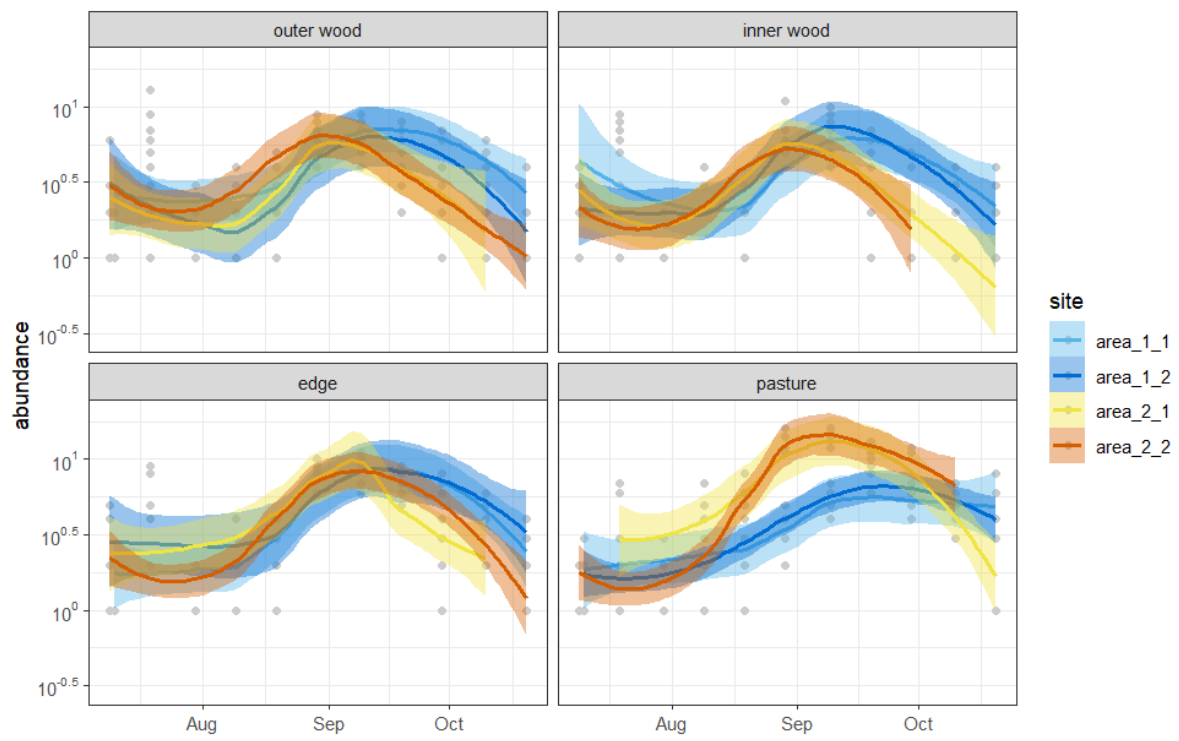 outer wood
inner wood
10^1
10^0.5
10^0
10^-0.5
edge
pasture
10^1
10^0.5
10^0
10^-0.5
abundance
Aug
Sep
Oct
Aug
Sep
Oct
site
area_1_1
area_1_2
area_2_1
area_2_2